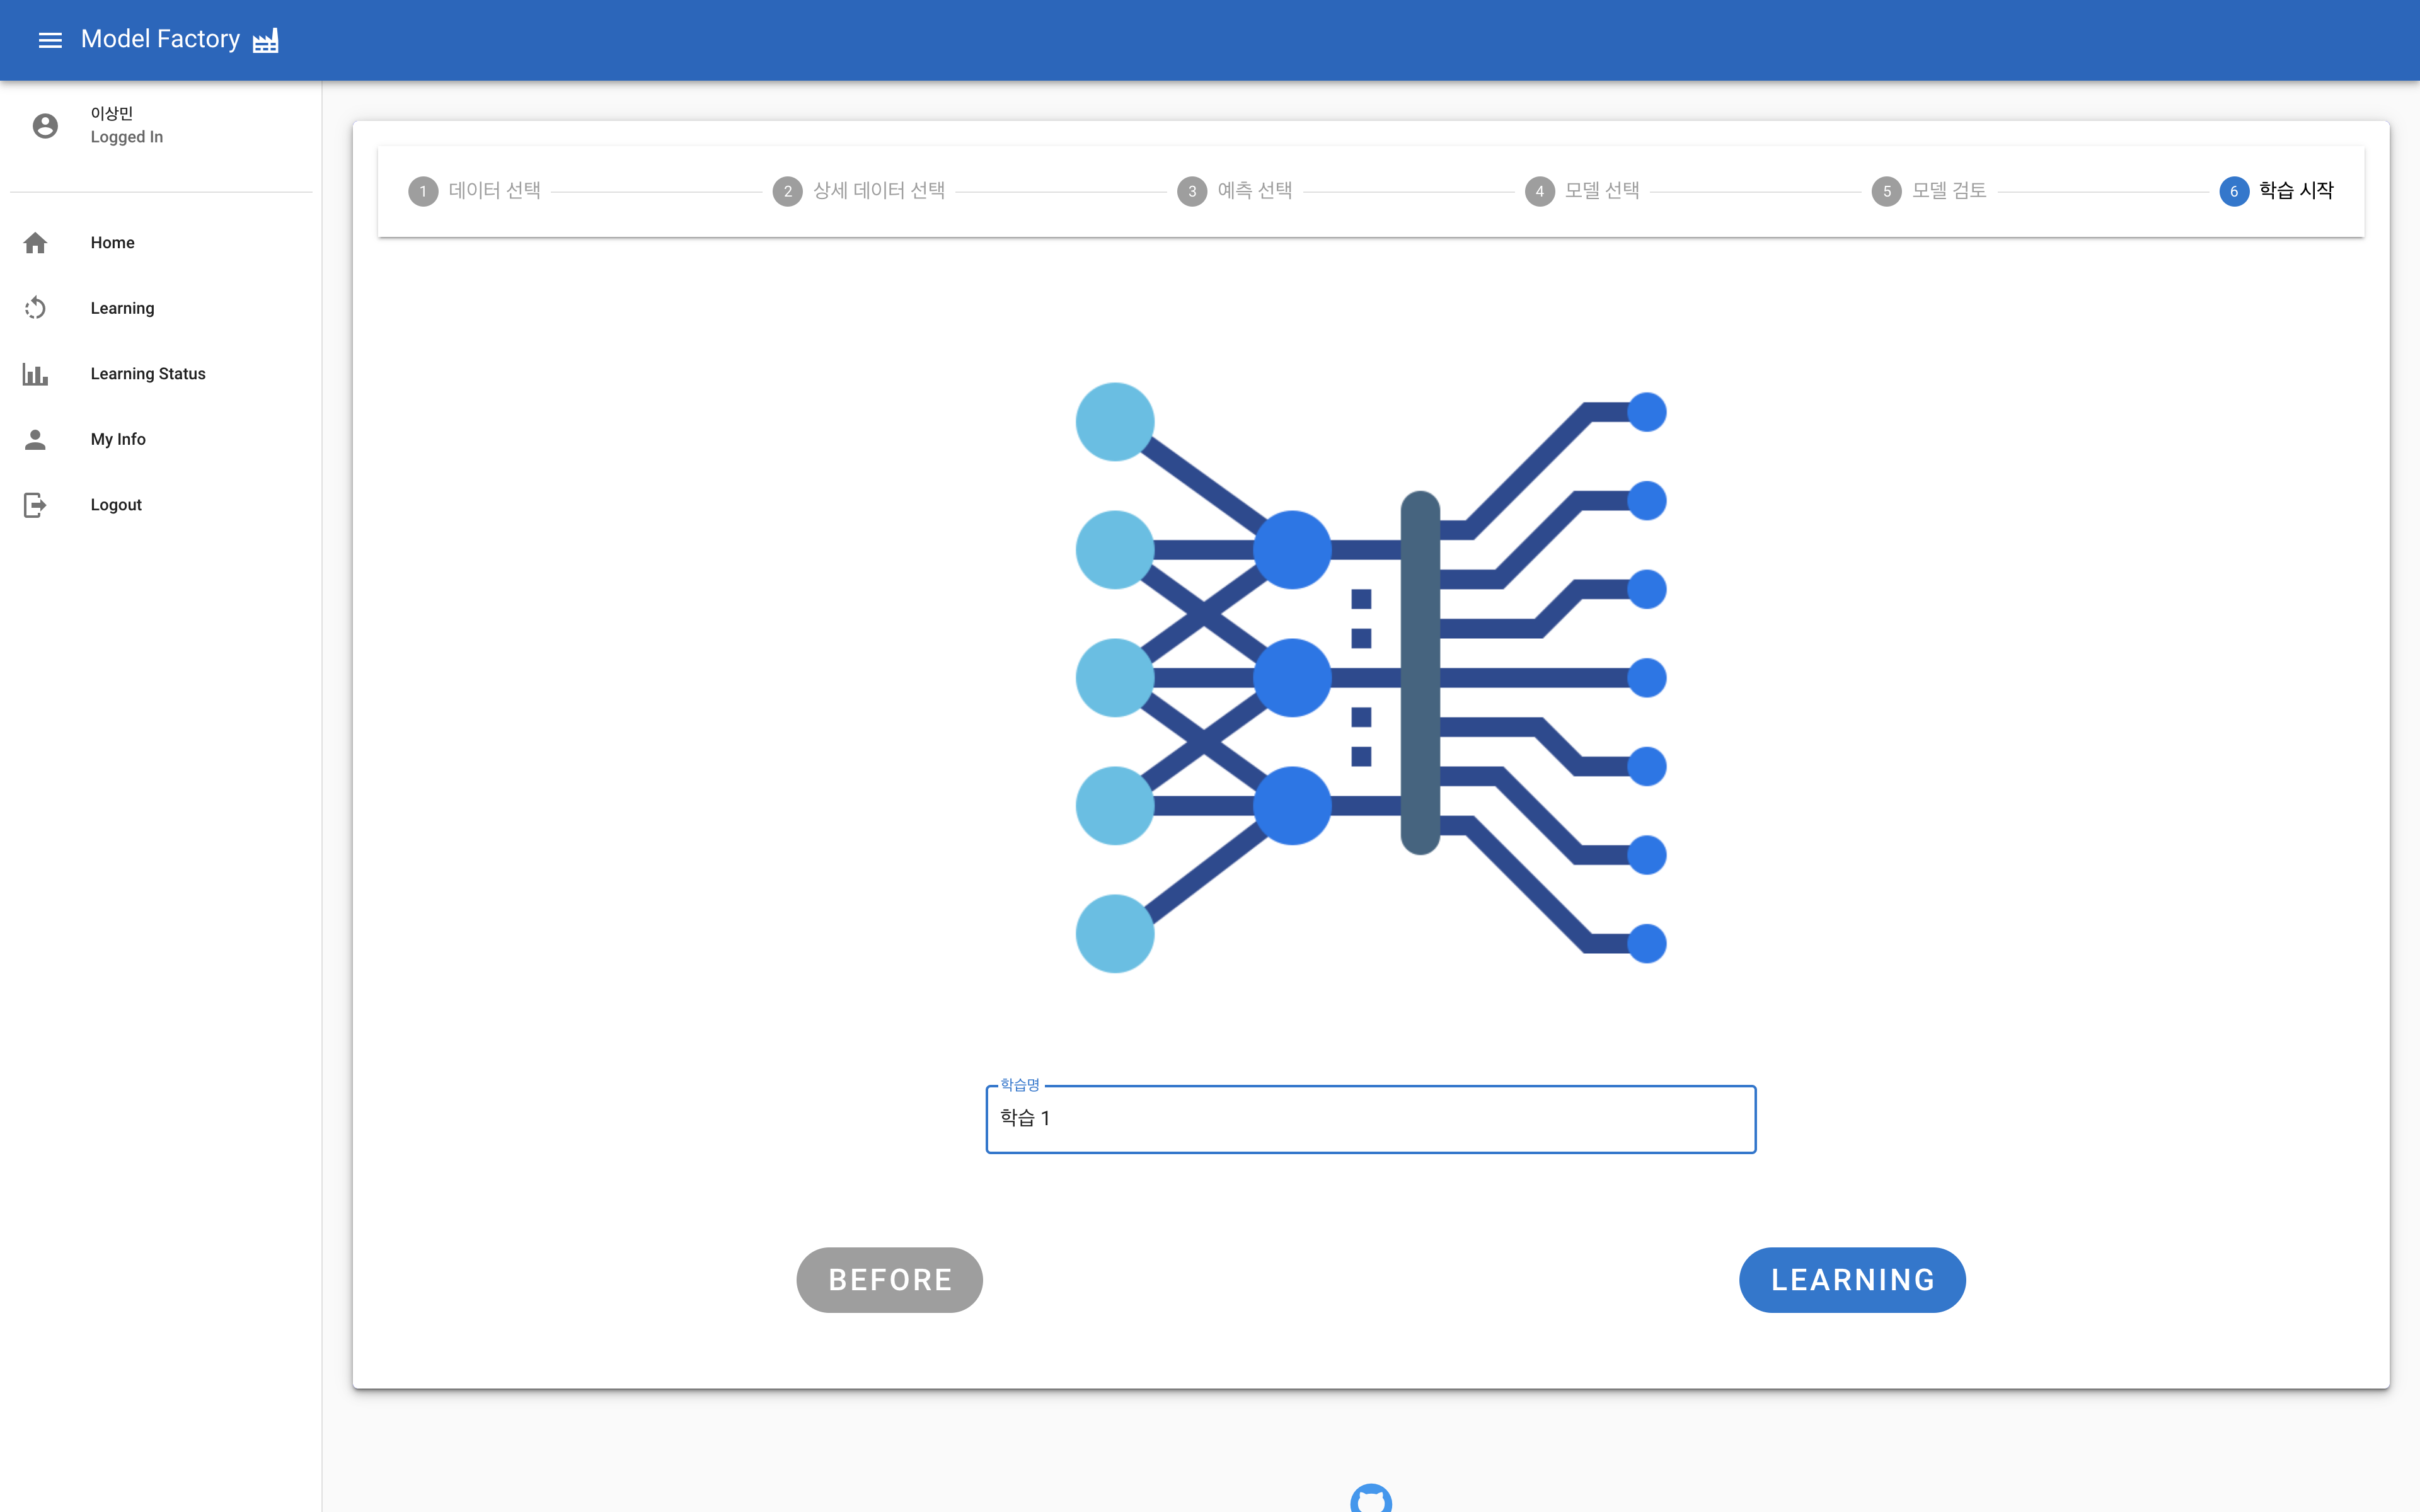 Model Factory
이상민
Logged In
Home
Learning
Learning Status
My Info
Logout
1 데이터 선택
2 상세 데이터 선택
3 예측 선택
4 모델 선택
5 모델 검토
6 학습 시작
학습명
학습 1
BEFORE
LEARNING